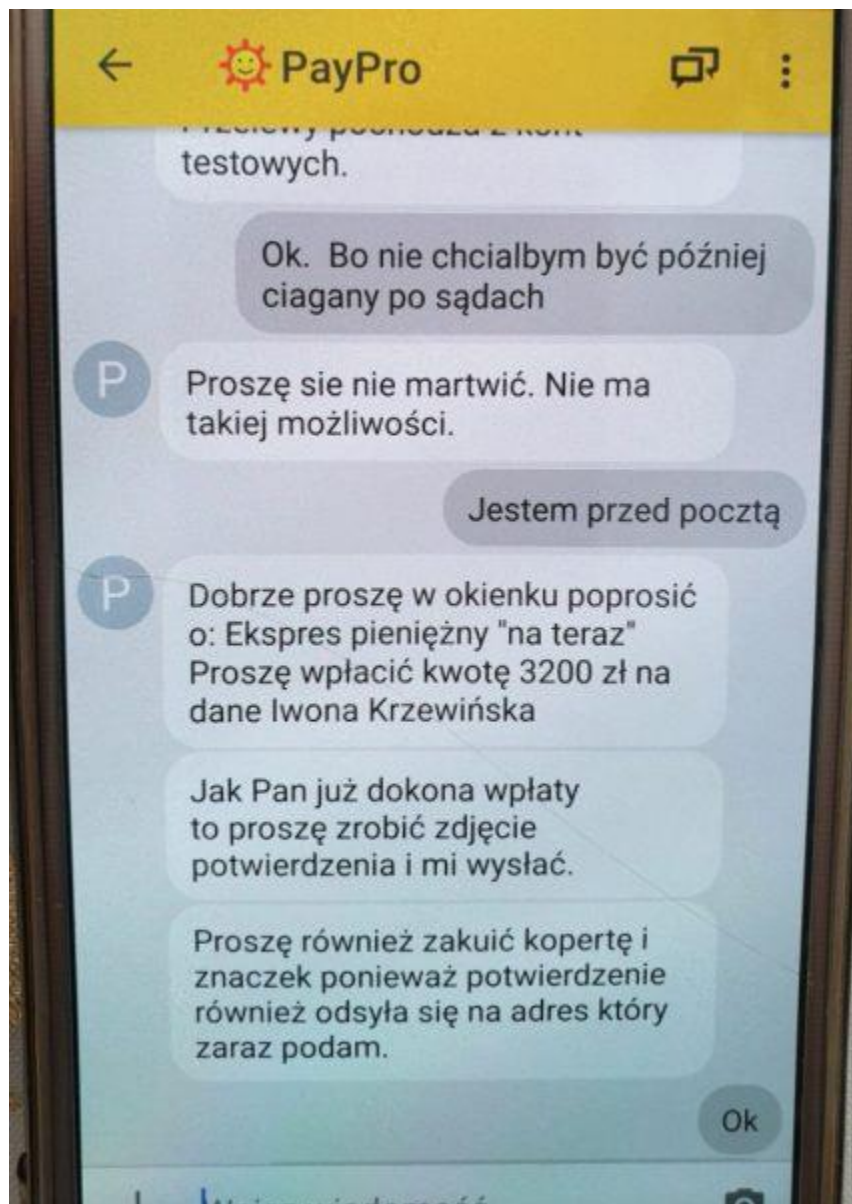 PayPro
testowych.
Ok. Bo nie chcialbym być później
ciagany po sądach
P
Proszę sie nie martwić. Nie ma
takiej możliwości.
Jestem przed pocztą
P
Dobrze proszę w okienku poprosić
o: Ekspres pieniężny "na teraz"
Proszę wpłacić kwotę 3200 zł na
dane Iwona Krzewińska
Jak Pan już dokona wpłaty
to proszę zrobić zdjęcie
potwierdzenia i mi wysłać.
Proszę również zakuić kopertę i
znaczek ponieważ potwierdzenie
również odsyła się na adres który
zaraz podam.
Ok